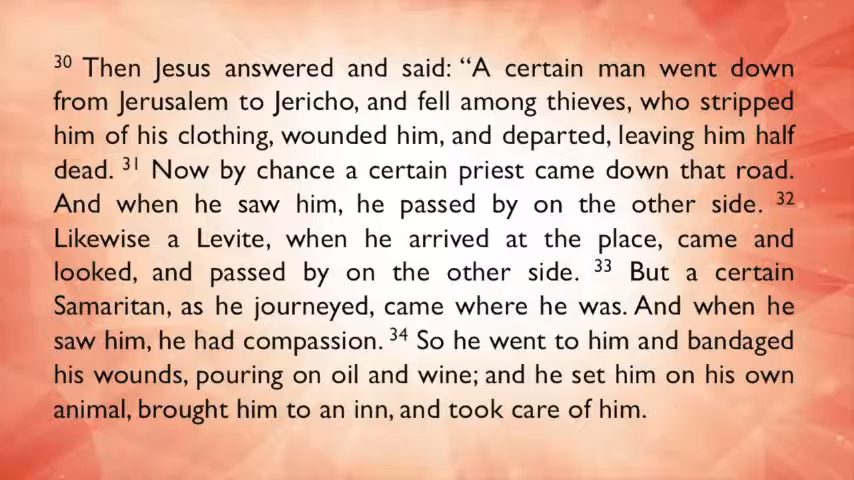 30 Then Jesus answered and said: “A certain man went down
from Jerusalem to Jericho, and fell among thieves, who stripped
him of his clothing, wounded him, and departed, leaving him half
dead. 31 Now by chance a certain priest came down that road.
And when he saw him, he passed by on the other side. 32
Likewise a Levite, when he arrived at the place, came and
looked, and passed by on the other side. 33 But a certain
Samaritan, as he journeyed, came where he was. And when he
saw him, he had compassion. 34 So he went to him and bandaged
his wounds, pouring on oil and wine; and he set him on his own
animal, brought him to an inn, and took care of him.